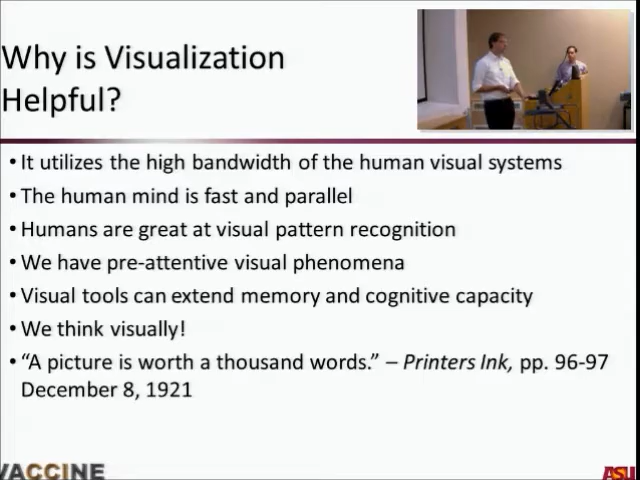 Why is Visualization
Helpful?
• It utilizes the high bandwidth of the human visual systems
• The human mind is fast and parallel
• Humans are great at visual pattern recognition
• We have pre-attentive visual phenomena
• Visual tools can extend memory and cognitive capacity
• We think visually!
• “A picture is worth a thousand words.” – Printers Ink, pp. 96-97
December 8, 1921
VACCINE
ASU